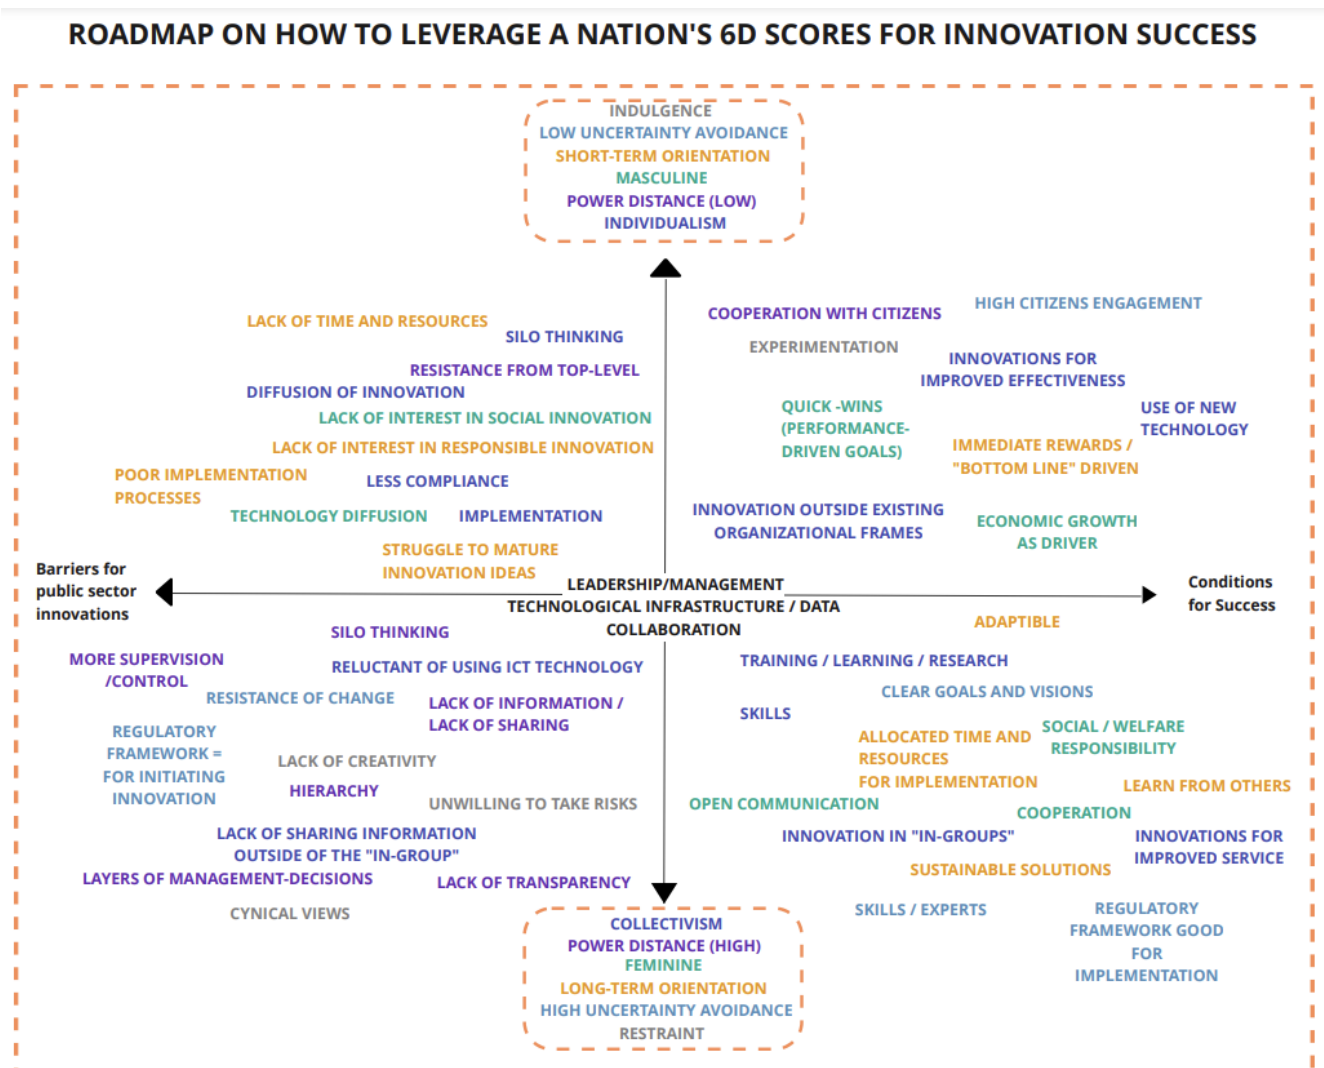 ROADMAP ON HOW TO LEVERAGE A NATION'S 6D SCORES FOR INNOVATION SUCCESS
INDULGENCE
LOW UNCERTAINTY AVOIDANCE
SHORT-TERM ORIENTATION
MASCULINE
POWER DISTANCE (LOW)
INDIVIDUALISM
LACK OF TIME AND RESOURCES
SILO THINKING
RESISTANCE FROM TOP-LEVEL
DIFFUSION OF INNOVATION
LACK OF INTEREST IN SOCIAL INNOVATION
LACK OF INTEREST IN RESPONSIBLE INNOVATION
POOR IMPLEMENTATION
PROCESSES
LESS COMPLIANCE
TECHNOLOGY DIFFUSION
IMPLEMENTATION
STRUGGLE TO MATURE
INNOVATION IDEAS
COOPERATION WITH CITIZENS
HIGH CITIZENS ENGAGEMENT
EXPERIMENTATION
INNOVATIONS FOR
IMPROVED EFFECTIVENESS
QUICK -WINS
(PERFORMANCE-
DRIVEN GOALS)
USE OF NEW
TECHNOLOGY
IMMEDIATE REWARDS /
"BOTTOM LINE" DRIVEN
INNOVATION OUTSIDE EXISTING
ORGANIZATIONAL FRAMES
ECONOMIC GROWTH
AS DRIVER
Barriers for
public sector
innovations
LEADERSHIP/MANAGEMENT
TECHNOLOGICAL INFRASTRUCTURE / DATA
COLLABORATION
Conditions
for Success
SILO THINKING
MORE SUPERVISION
/CONTROL
RELUCTANT OF USING ICT TECHNOLOGY
RESISTANCE OF CHANGE
LACK OF INFORMATION /
LACK OF SHARING
REGULATORY
FRAMEWORK =
FOR INITIATING
INNOVATION
LACK OF CREATIVITY
HIERARCHY
UNWILLING TO TAKE RISKS
LACK OF SHARING INFORMATION
OUTSIDE OF THE "IN-GROUP"
LAYERS OF MANAGEMENT-DECISIONS
LACK OF TRANSPARENCY
CYNICAL VIEWS
ADAPTIBLE
TRAINING / LEARNING / RESEARCH
CLEAR GOALS AND VISIONS
SKILLS
ALLOCATED TIME AND
RESOURCES
FOR IMPLEMENTATION
SOCIAL / WELFARE
RESPONSIBILITY
LEARN FROM OTHERS
OPEN COMMUNICATION
COOPERATION
INNOVATION IN "IN-GROUPS"
INNOVATIONS FOR
IMPROVED SERVICE
SUSTAINABLE SOLUTIONS
SKILLS / EXPERTS
REGULATORY
FRAMEWORK GOOD
FOR
IMPLEMENTATION
COLLECTIVISM
POWER DISTANCE (HIGH)
FEMININE
LONG-TERM ORIENTATION
HIGH UNCERTAINTY AVOIDANCE
RESTRAINT